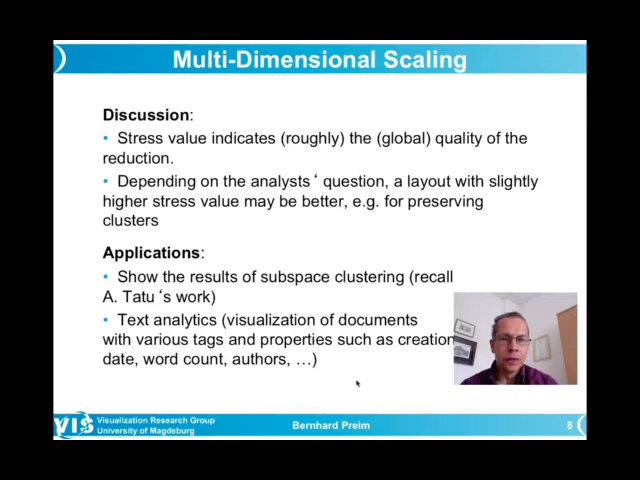 Multi-Dimensional Scaling
Discussion:
• Stress value indicates (roughly) the (global) quality of the
reduction.
• Depending on the analysts‘ question, a layout with slightly
higher stress value may be better, e.g. for preserving
clusters
Applications:
• Show the results of subspace clustering (recall
A. Tatu‘s work)
• Text analytics (visualization of documents
with various tags and properties such as creation
date, word count, authors, …)
VIS
Visualization Research Group
University of Magdeburg
Bernhard Preim
8